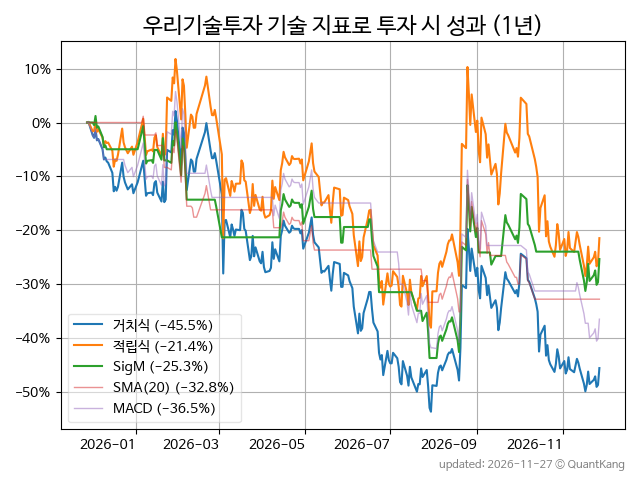 우리기술투자 기술 지표로 투자 시 성과 (1년)
10%
0%
−10%
−20%
−30%
−40%
−50%
거치식 (−45.5%)
적립식 (−21.4%)
SigM (−25.3%)
SMA(20) (−32.8%)
MACD (−36.5%)
2026-01 2026-03 2026-05 2026-07 2026-09 2026-11
updated: 2026-11-27 © QuantKang